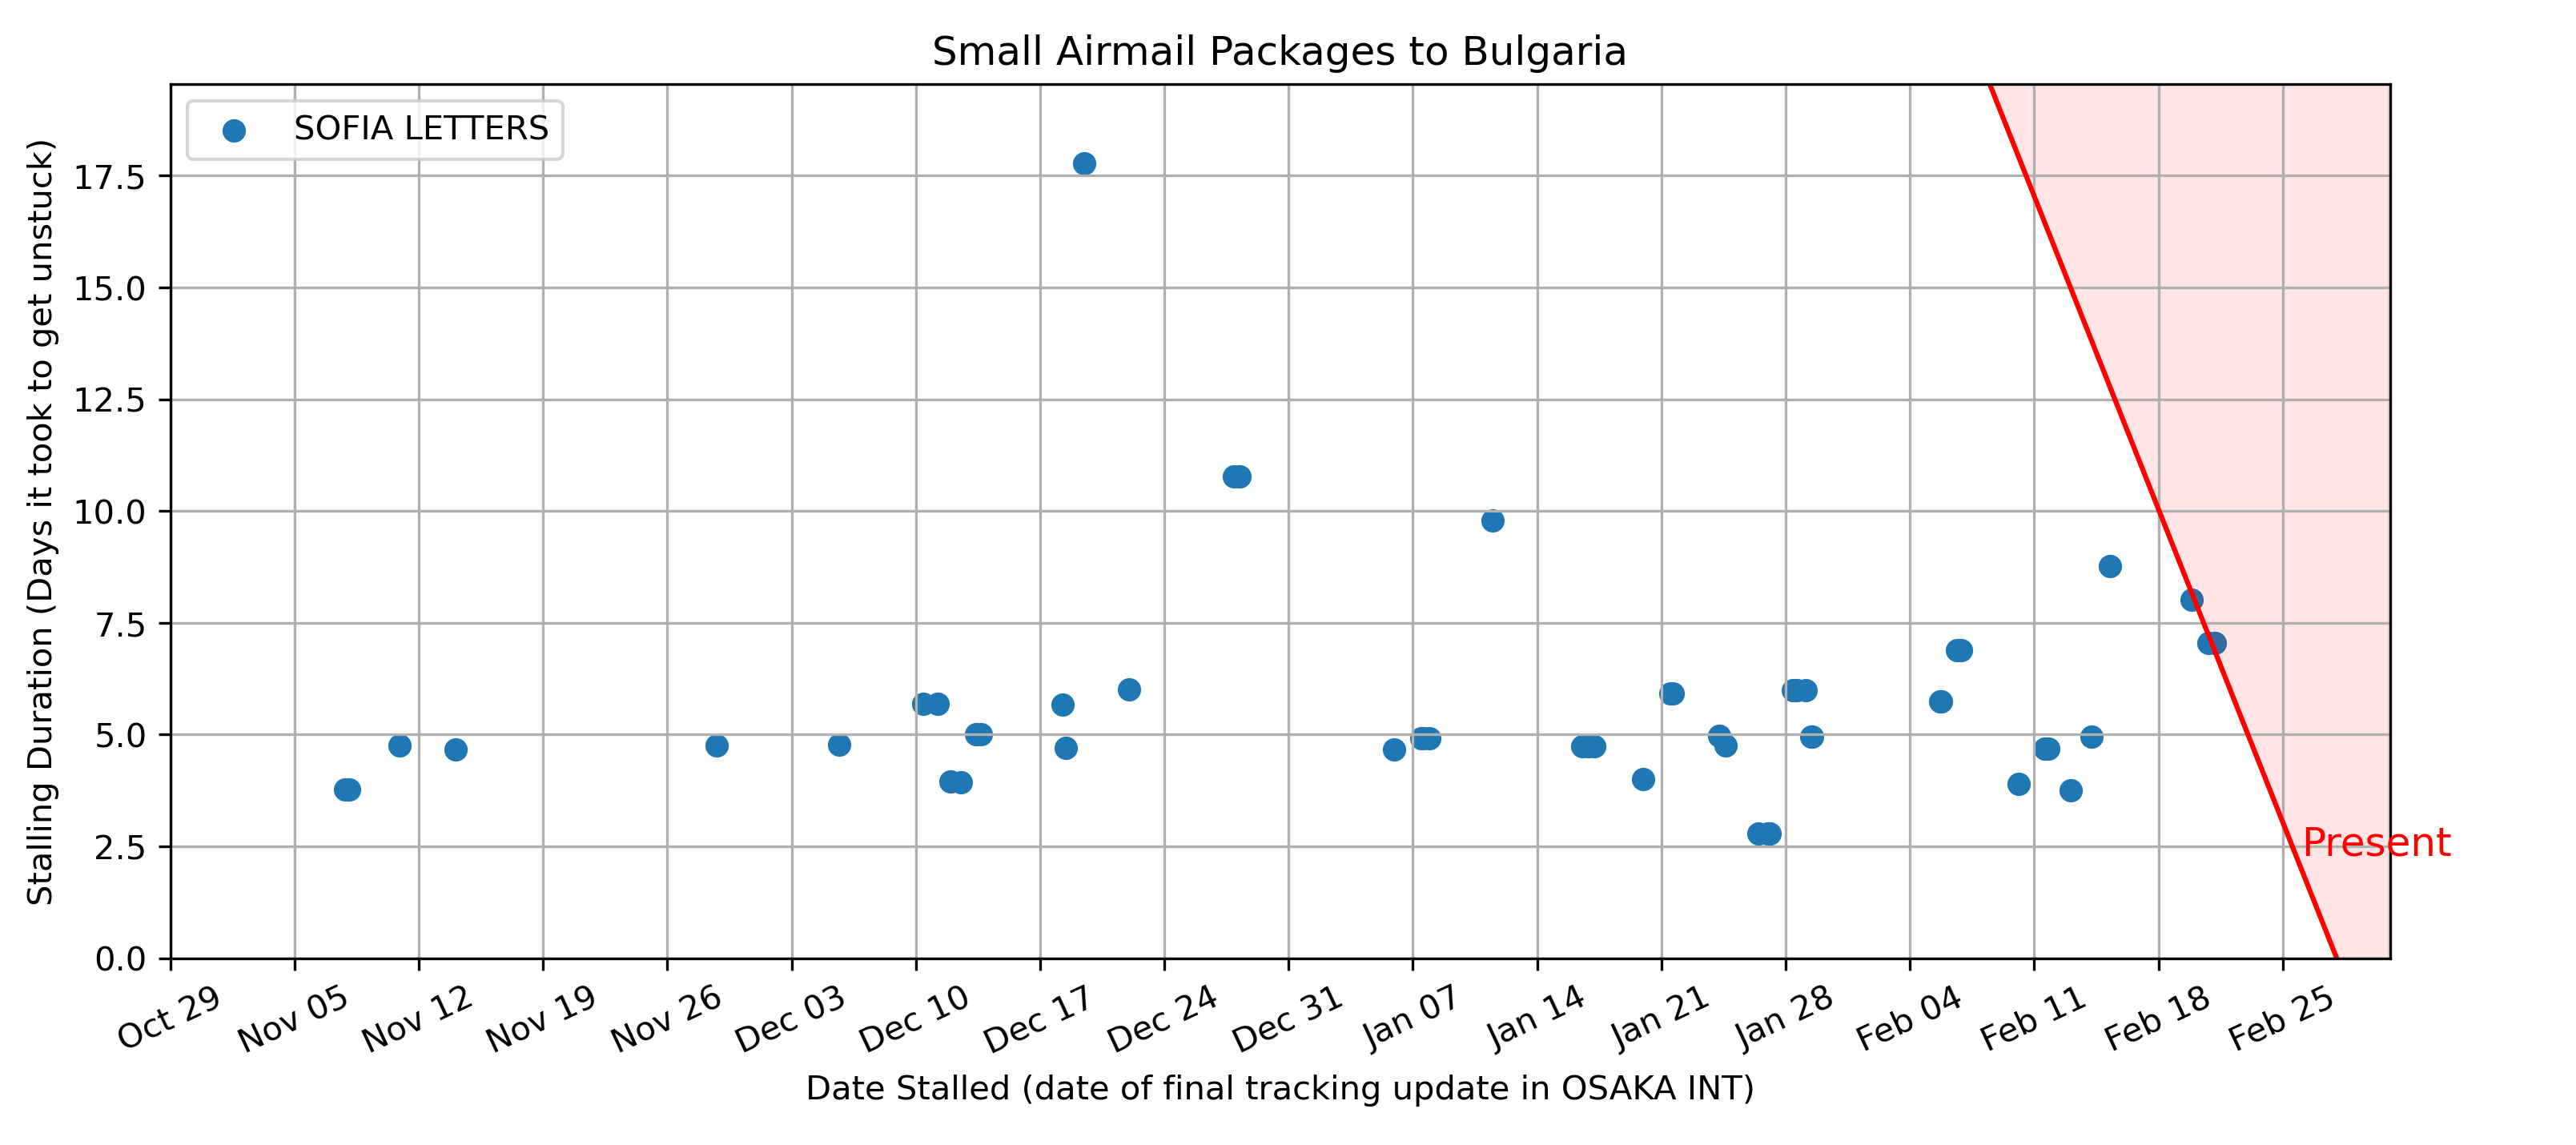 Small Airmail Packages to Bulgaria
SOFIA LETTERS
Stalling Duration (Days it took to get unstuck)
17.5
15.0
12.5
10.0
7.5
5.0
2.5
0.0
Present
Oct 29
Nov 05
Nov 12
Nov 19
Nov 26
Dec 03
Dec 10
Dec 17
Dec 24
Dec 31
Jan 07
Jan 14
Jan 21
Jan 28
Feb 04
Feb 11
Feb 18
Feb 25
Date Stalled (date of final tracking update in OSAKA INT)